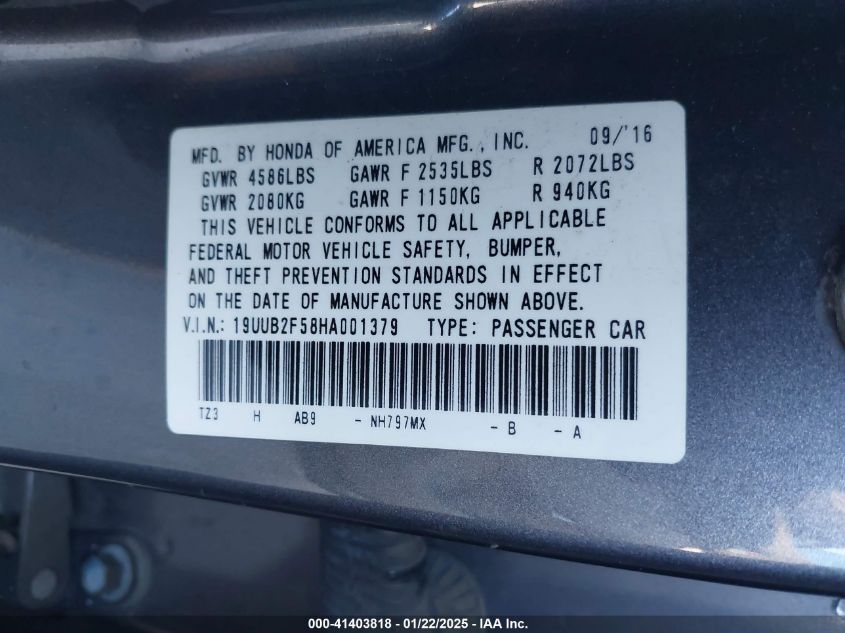 MFD. BY HONDA OF AMERICA MFG., INC. 09/'16
GVWR 4586LBS GAWR F 2535LBS R 2072LBS
GVWR 2080KG GAWR F 1150KG R 940KG
THIS VEHICLE CONFORMS TO ALL APPLICABLE
FEDERAL MOTOR VEHICLE SAFETY, BUMPER,
AND THEFT PREVENTION STANDARDS IN EFFECT
ON THE DATE OF MANUFACTURE SHOWN ABOVE.
V.I.N.: 19UUB2F58HA001379 TYPE: PASSENGER CAR
TZ3 H AB9 - NH797MX - B - A
000-41403818 - 01/22/2025 - IAA Inc.